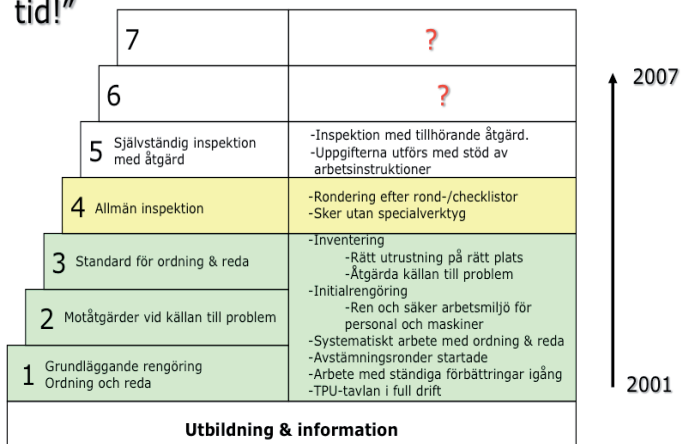 tid!”
7
?
2007
6
?
5
Självständig inspektion
med åtgärd
-Inspektion med tillhörande åtgärd.
-Uppgifterna utförs med stöd av
arbetsinstruktioner
4 Allmän inspektion
-Rondering efter rond-/checklistor
-Sker utan specialverktyg
3 Standard för ordning & reda
2 Motåtgärder vid källan till problem
1
Grundläggande rengöring
Ordning och reda
-Inventering
-Rätt utrustning på rätt plats
-Åtgärda källan till problem
-Initialrengöring
-Ren och säker arbetsmiljö för
personal och maskiner
-Systematiskt arbete med ordning & reda
-Avstämningsronder startade
-Arbete med ständiga förbättringar igång
-TPU-tavlan i full drift
2001
Utbildning & information